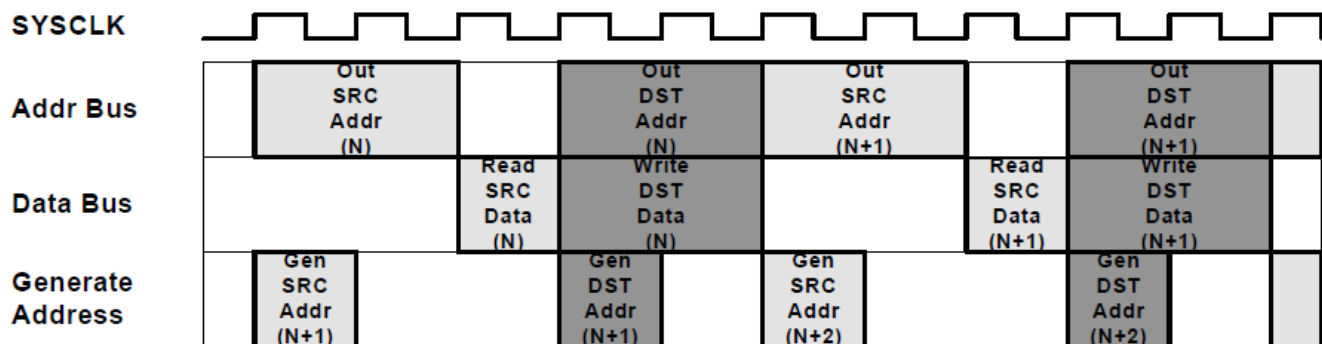 SYSCLK
Addr Bus
Out
SRC
Addr
(N)
Out
DST
Addr
(N)
Out
SRC
Addr
(N+1)
Out
DST
Addr
(N+1)
Data Bus
Read
SRC
Data
(N)
Write
DST
Data
(N)
Read
SRC
Data
(N+1)
Write
DST
Data
(N+1)
Generate
Address
Gen
SRC
Addr
(N+1)
Gen
DST
Addr
(N+1)
Gen
SRC
Addr
(N+2)
Gen
DST
Addr
(N+2)